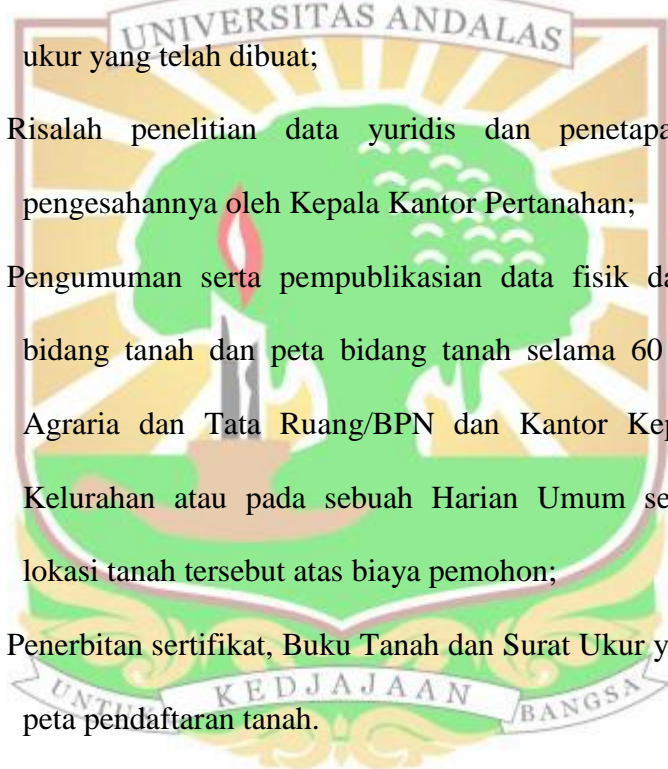 UNIVERSITAS ANDALAS
ukur yang telah dibuat;
Risalah penelitian data yuridis dan penetapa
pengesahannya oleh Kepala Kantor Pertanahan;
Pengumuman serta pempublikasian data fisik da
bidang tanah dan peta bidang tanah selama 60
Agraria dan Tata Ruang/BPN dan Kantor Kep
Kelurahan atau pada sebuah Harian Umum se
lokasi tanah tersebut atas biaya pemohon;
Penerbitan sertifikat, Buku Tanah dan Surat Ukur y
UNTUK KEDJAJAAN BANGSA
peta pendaftaran tanah.